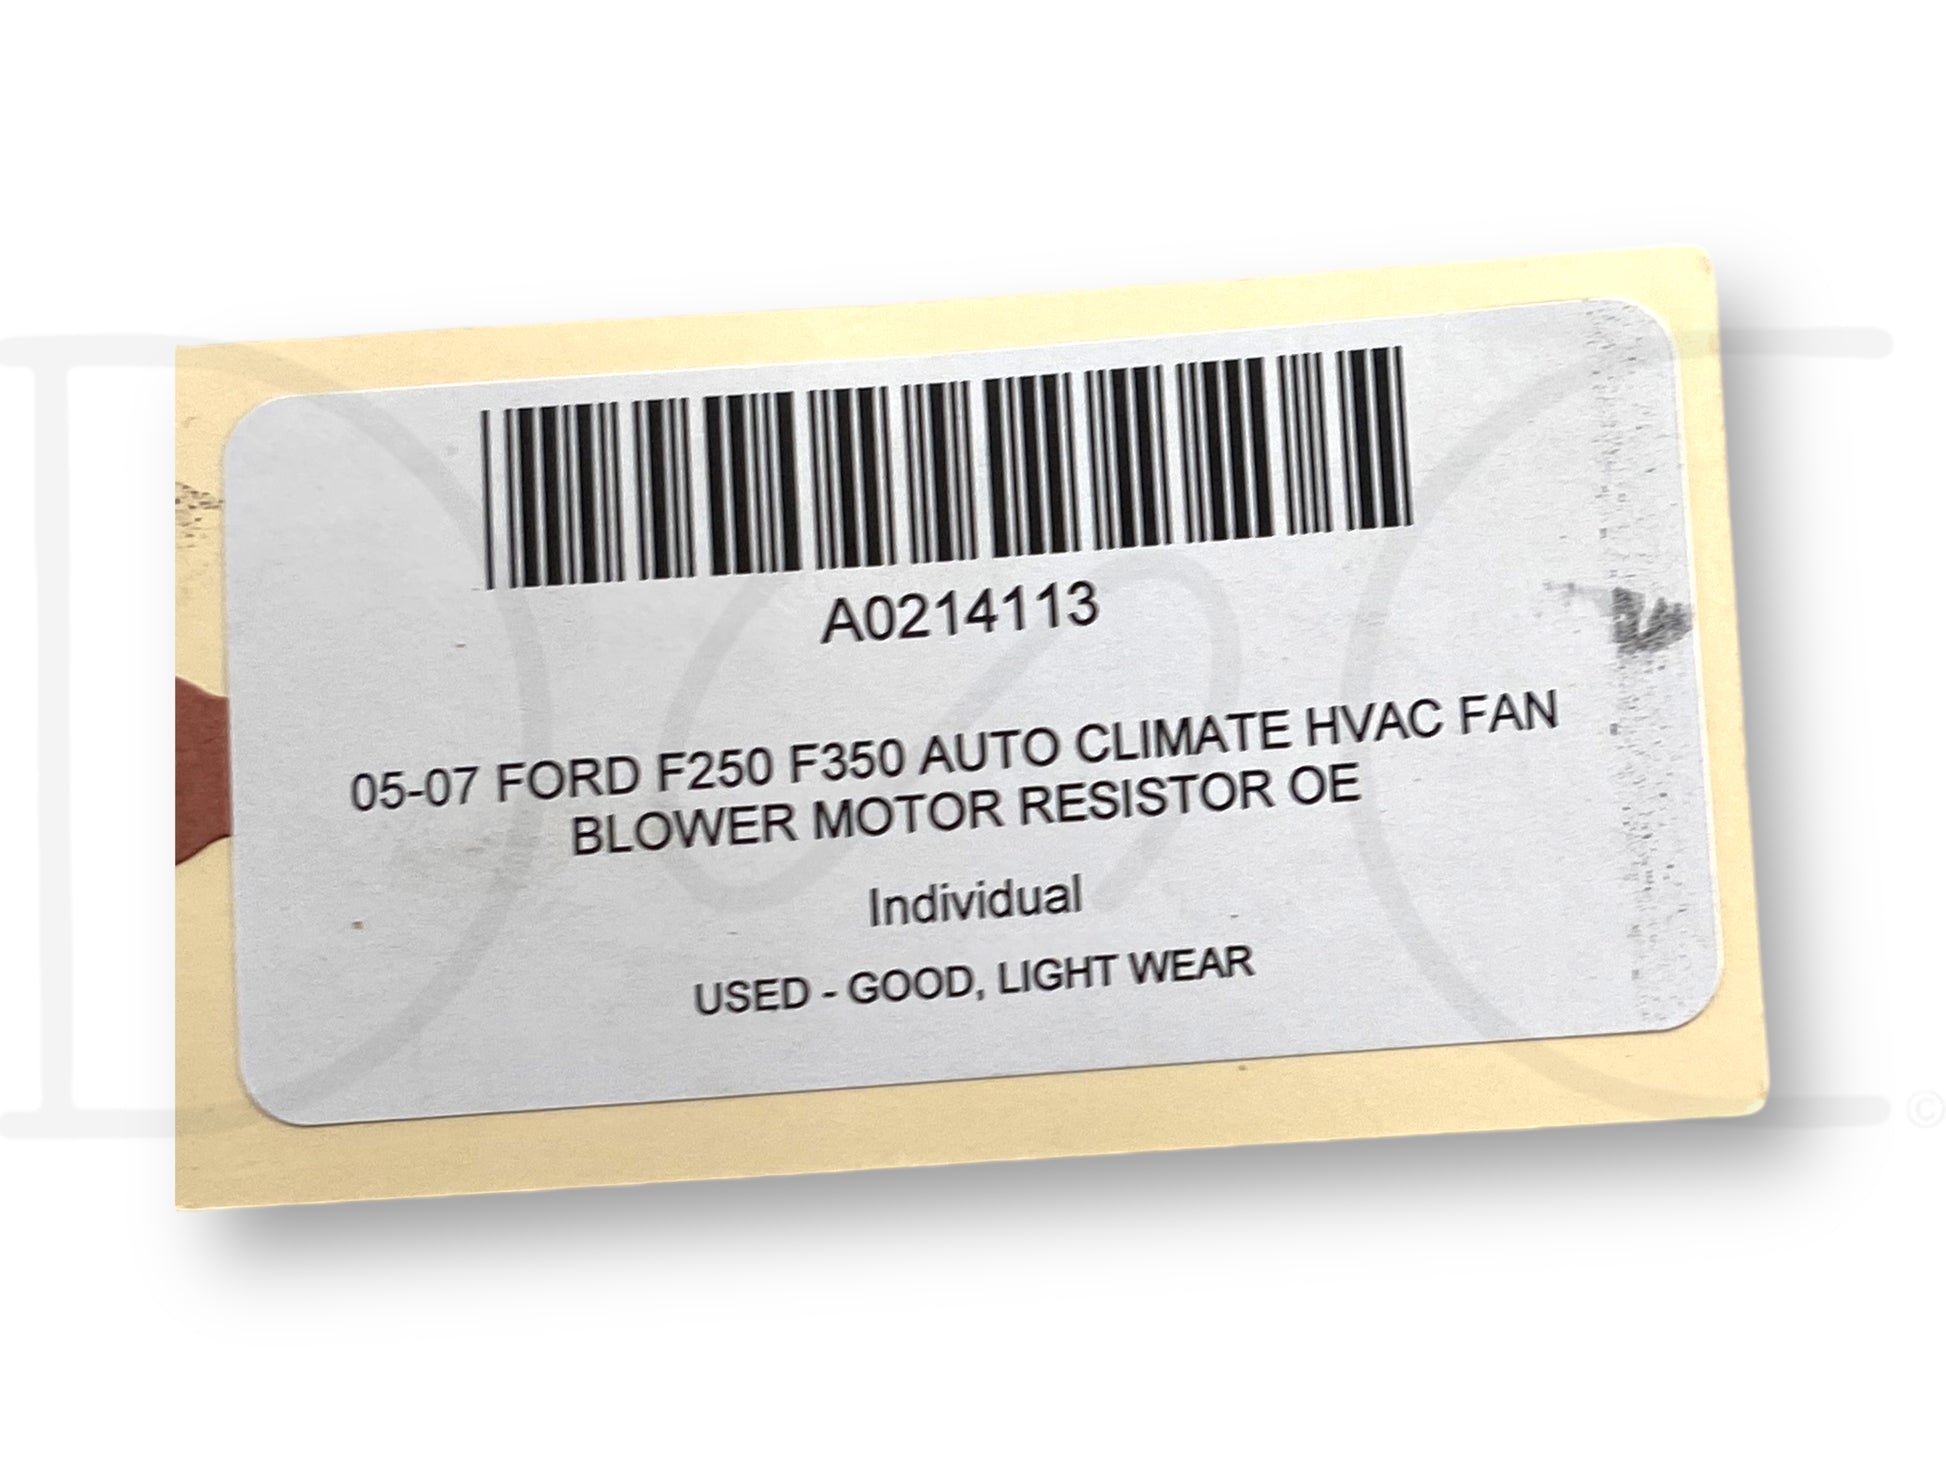 A0214113
05-07 FORD F250 F350 AUTO CLIMATE HVAC FAN
BLOWER MOTOR RESISTOR OE
Individual
USED - GOOD, LIGHT WEAR
©